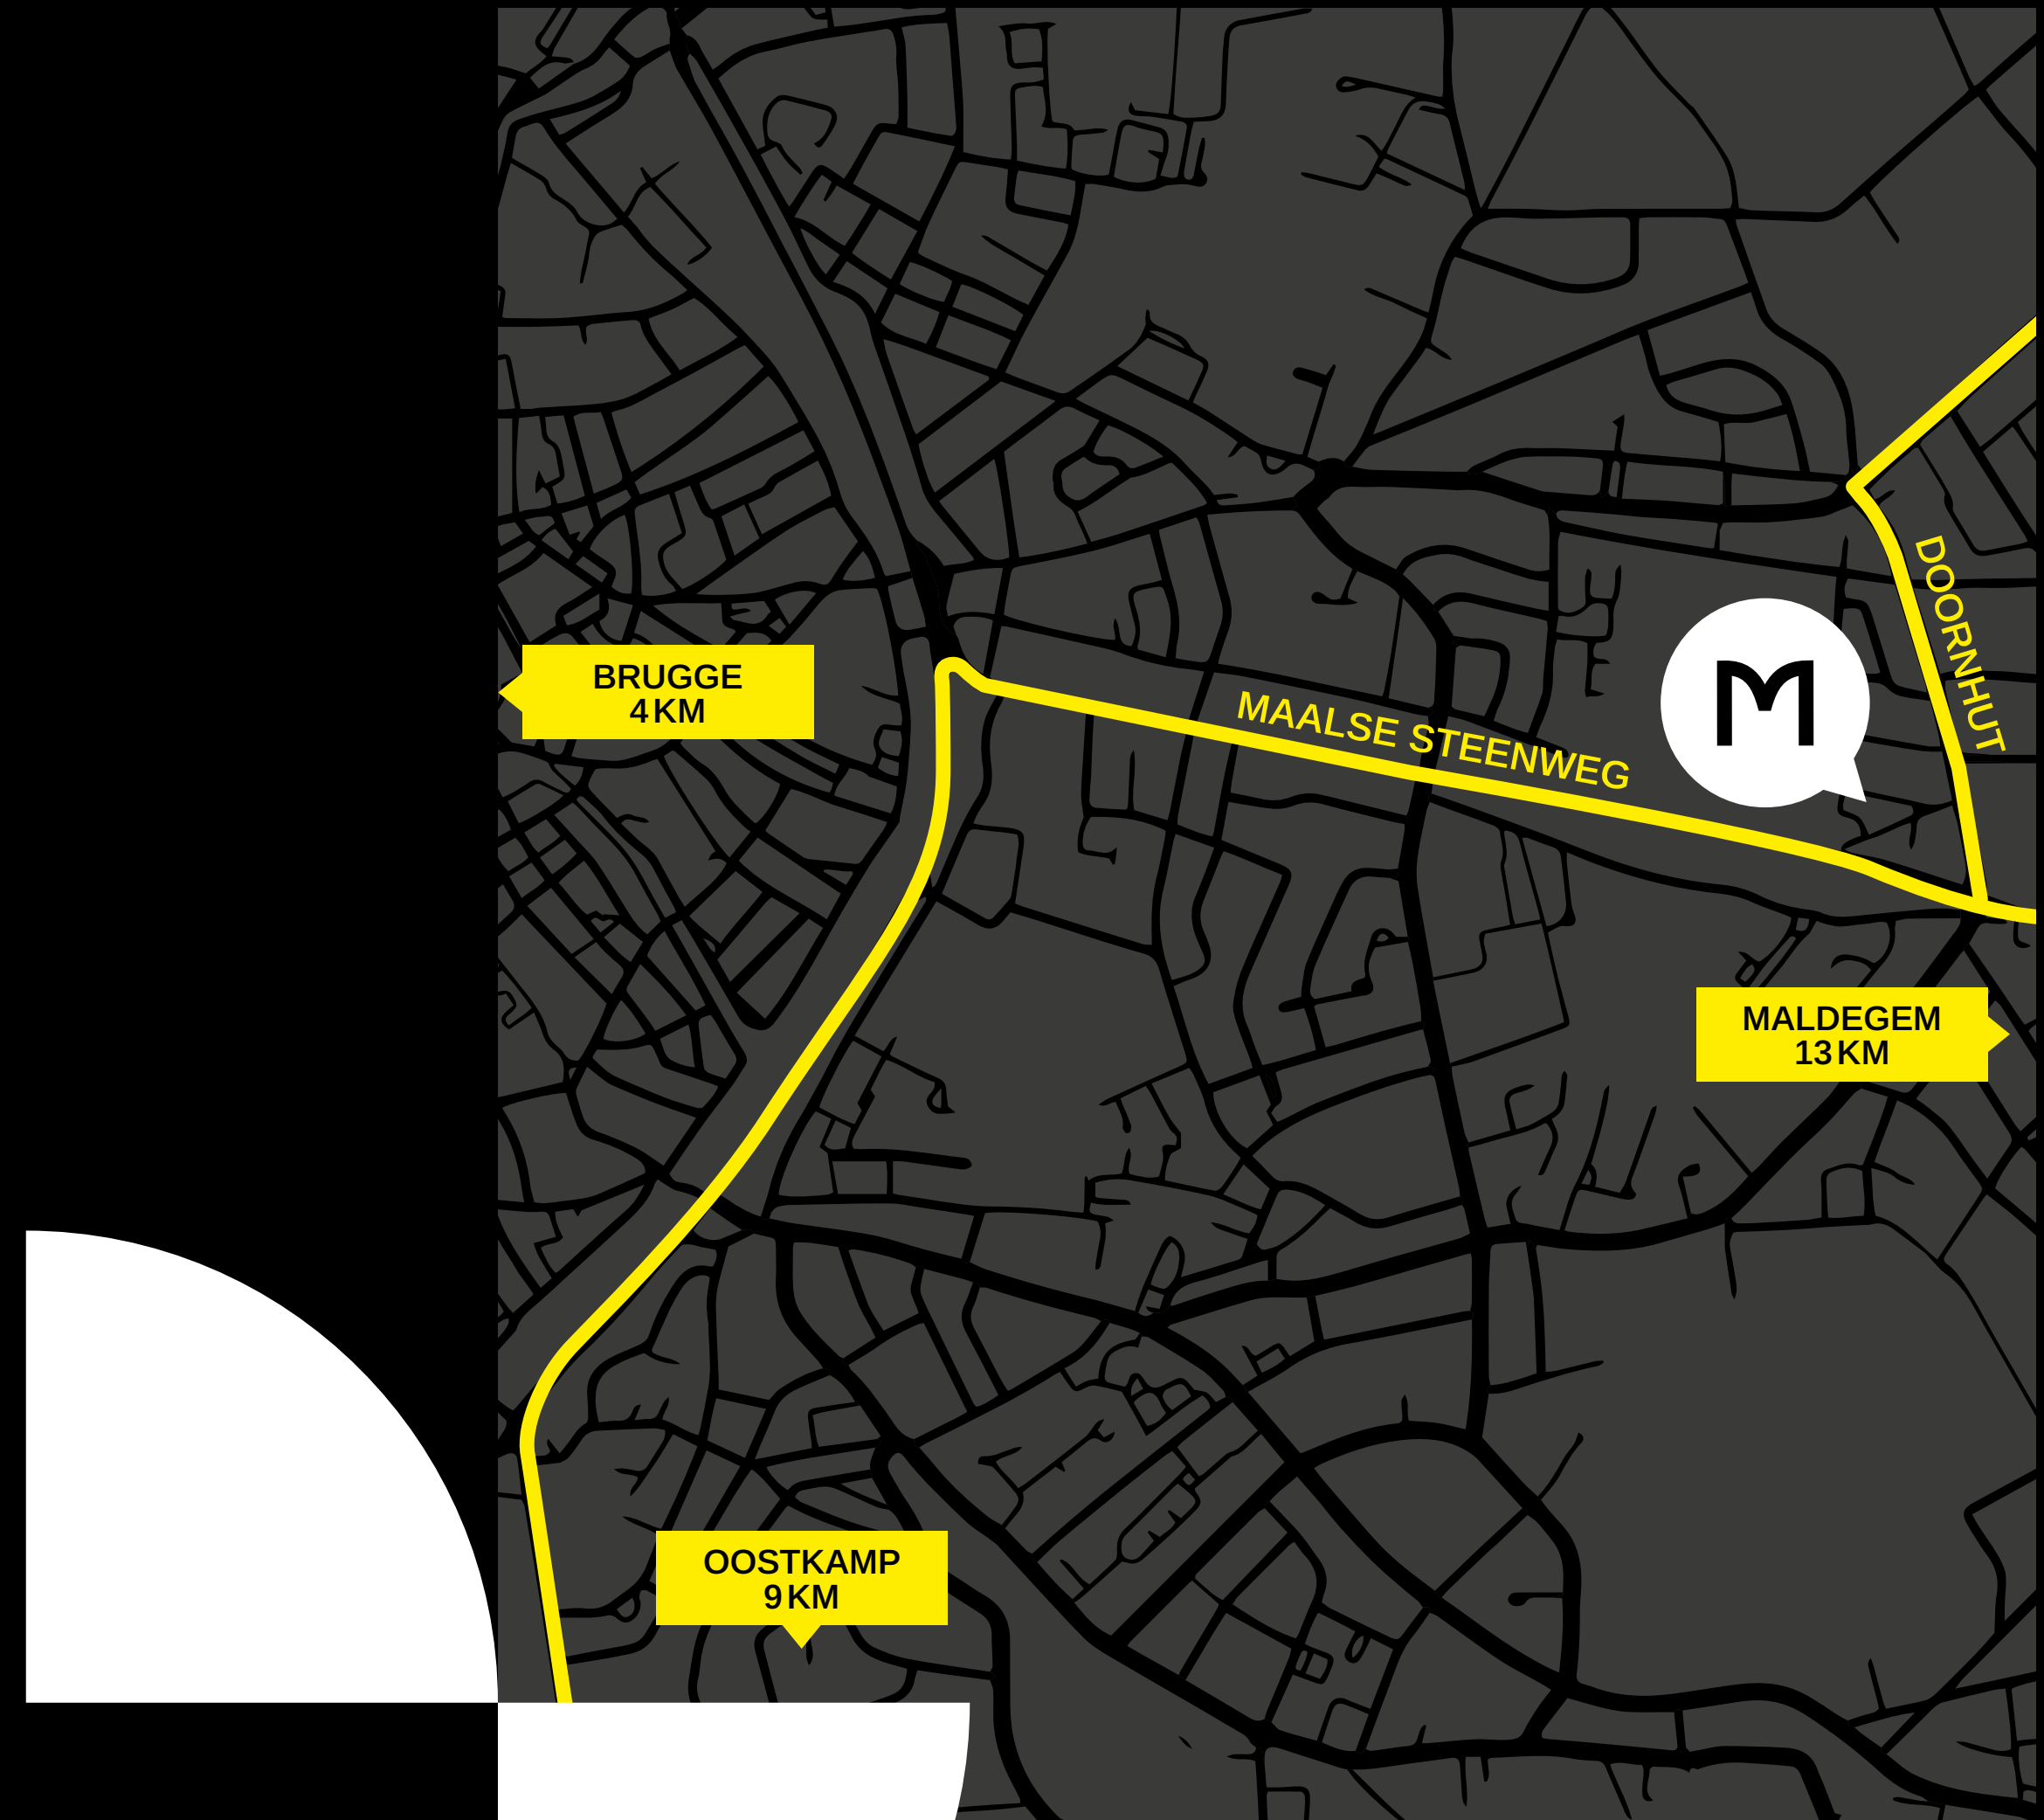 DOORNHUT
BRUGGE
4 KM
MAALSE STEENWEG
M
MALDEGEM
13 KM
OOSTKAMP
9 KM